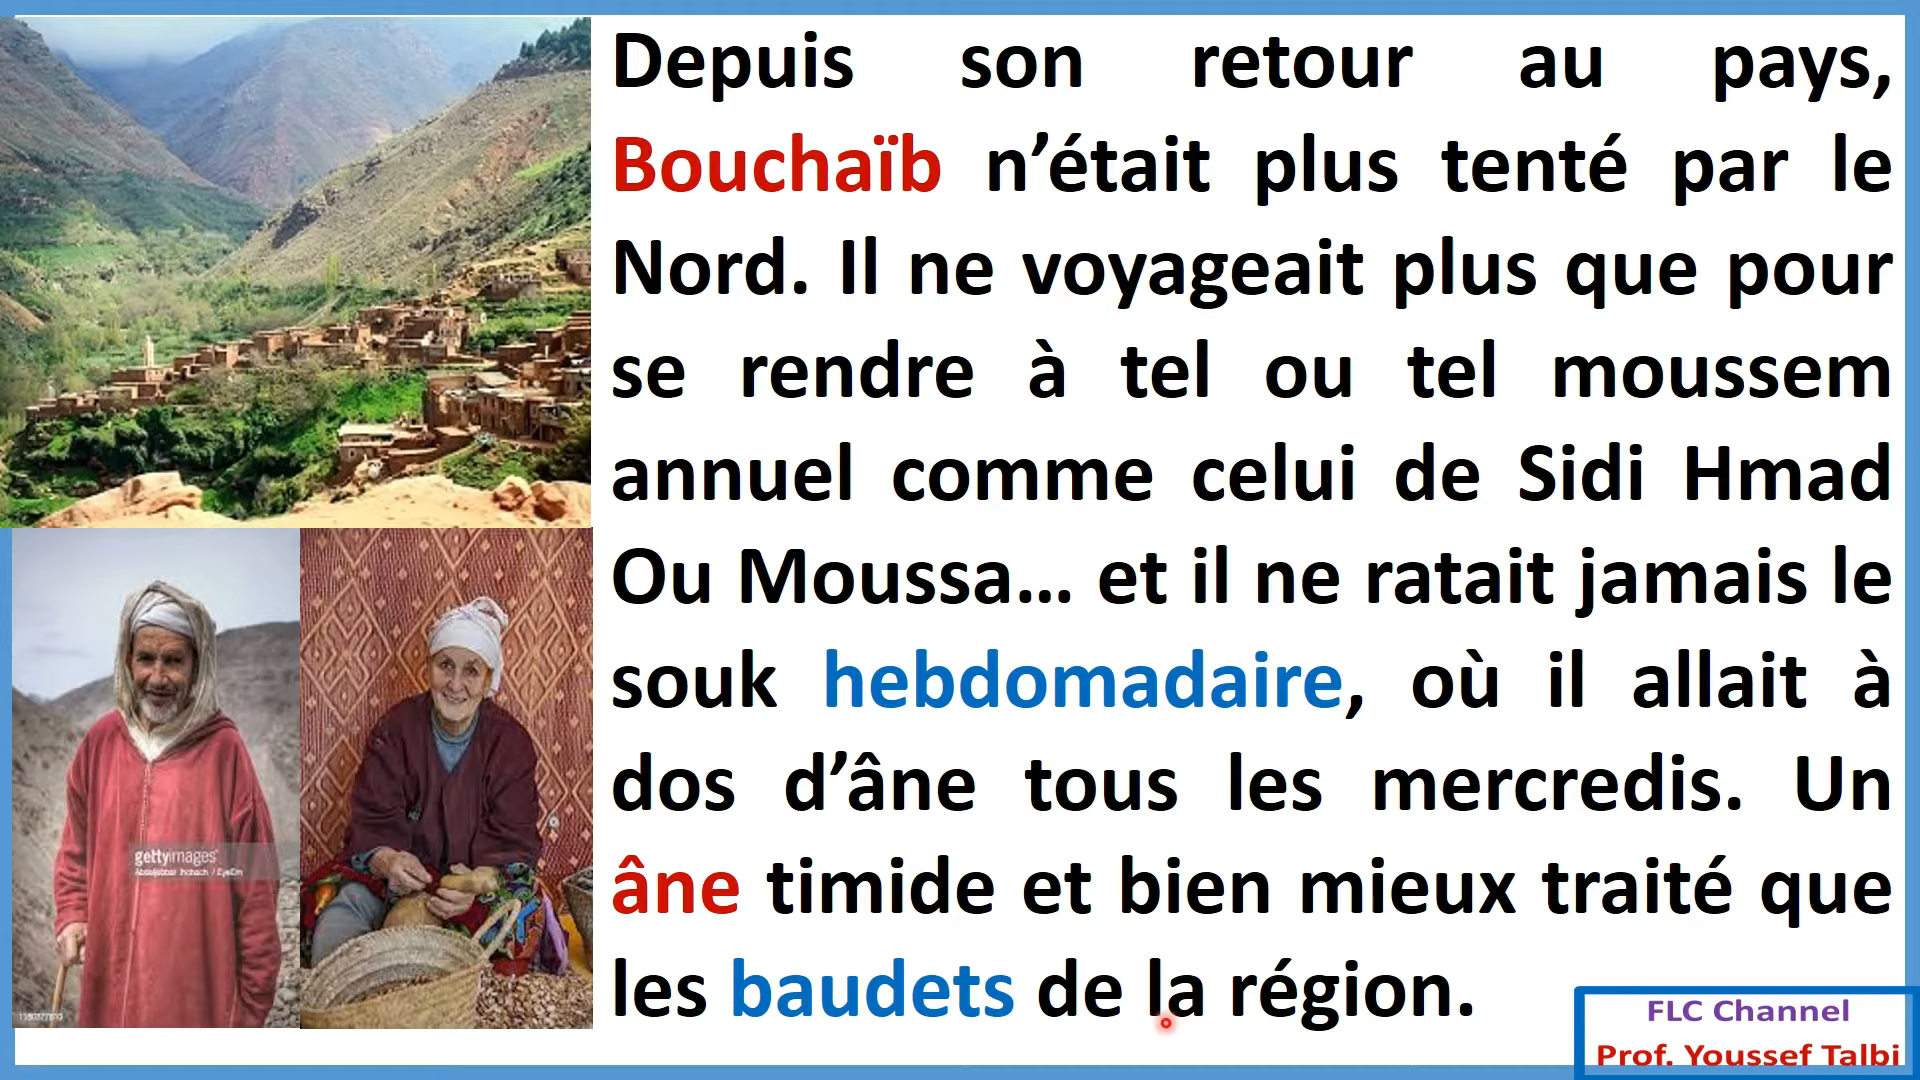 Depuis son retour au pays,
Bouchaïb n’était plus tenté par le
Nord. Il ne voyageait plus que pour
se rendre à tel ou tel moussem
annuel comme celui de Sidi Hmad
Ou Moussa... et il ne ratait jamais le
souk hebdomadaire, où il allait à
dos d’âne tous les mercredis. Un
âne timide et bien mieux traité que
les baudets de la région.
gettyimages
FLC Channel
Prof. Youssef Talbi